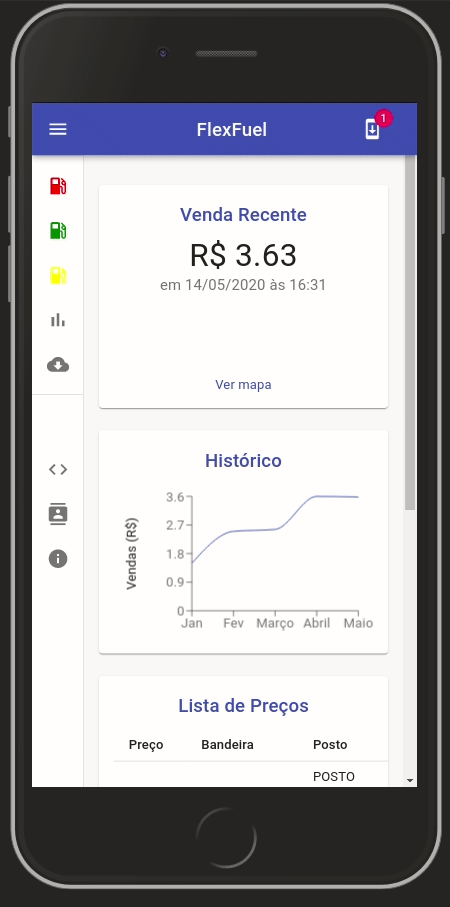 FlexFuel
1
Venda Recente
R$ 3.63
em 14/05/2020 às 16:31
Ver mapa
Histórico
Vendas (R$)
3.6
2.7
1.8
0.9
0
Jan Fev Março Abril Maio
Lista de Preços
Preço Bandeira Posto
POSTO